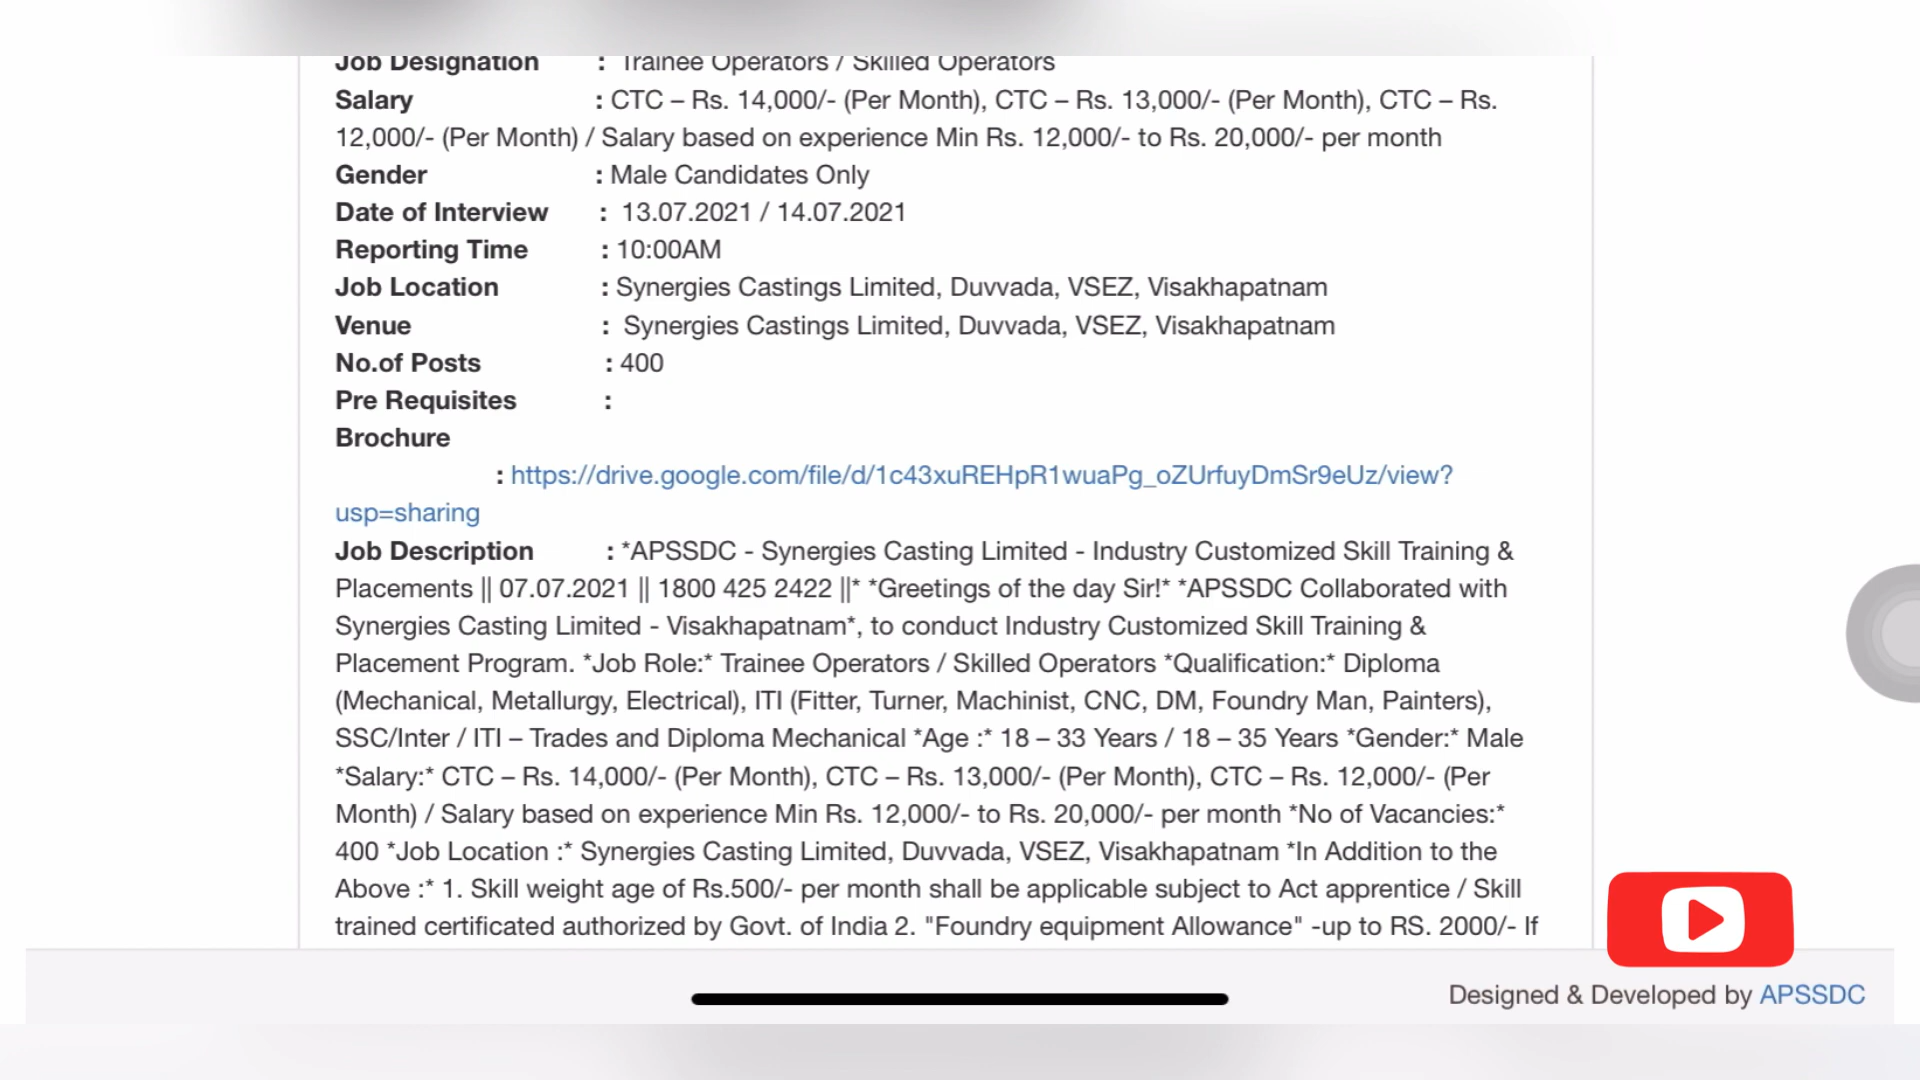 Job Designation : Trainee Operators / Skilled Operators
Salary : CTC – Rs. 14,000/- (Per Month), CTC – Rs. 13,000/- (Per Month), CTC – Rs.
12,000/- (Per Month) / Salary based on experience Min Rs. 12,000/- to Rs. 20,000/- per month
Gender : Male Candidates Only
Date of Interview : 13.07.2021 / 14.07.2021
Reporting Time : 10:00AM
Job Location : Synergies Castings Limited, Duvvada, VSEZ, Visakhapatnam
Venue : Synergies Castings Limited, Duvvada, VSEZ, Visakhapatnam
No.of Posts : 400
Pre Requisites :
Brochure
: https://drive.google.com/file/d/1c43xuREHpR1wuaPg_oZUrfuyDmSr9eUz/view?
usp=sharing
Job Description : *APSSDC - Synergies Casting Limited - Industry Customized Skill Training &
Placements || 07.07.2021 || 1800 425 2422 ||* *Greetings of the day Sir!* *APSSDC Collaborated with
Synergies Casting Limited - Visakhapatnam*, to conduct Industry Customized Skill Training &
Placement Program. *Job Role:* Trainee Operators / Skilled Operators *Qualification:* Diploma
(Mechanical, Metallurgy, Electrical), ITI (Fitter, Turner, Machinist, CNC, DM, Foundry Man, Painters),
SSC/Inter / ITI – Trades and Diploma Mechanical *Age :* 18 – 33 Years / 18 – 35 Years *Gender:* Male
*Salary:* CTC – Rs. 14,000/- (Per Month), CTC – Rs. 13,000/- (Per Month), CTC – Rs. 12,000/- (Per
Month) / Salary based on experience Min Rs. 12,000/- to Rs. 20,000/- per month *No of Vacancies:*
400 *Job Location :* Synergies Casting Limited, Duvvada, VSEZ, Visakhapatnam *In Addition to the
Above :* 1. Skill weight age of Rs.500/- per month shall be applicable subject to Act apprentice / Skill
trained certificated authorized by Govt. of India 2. "Foundry equipment Allowance" -up to RS. 2000/- If
Designed & Developed by APSSDC